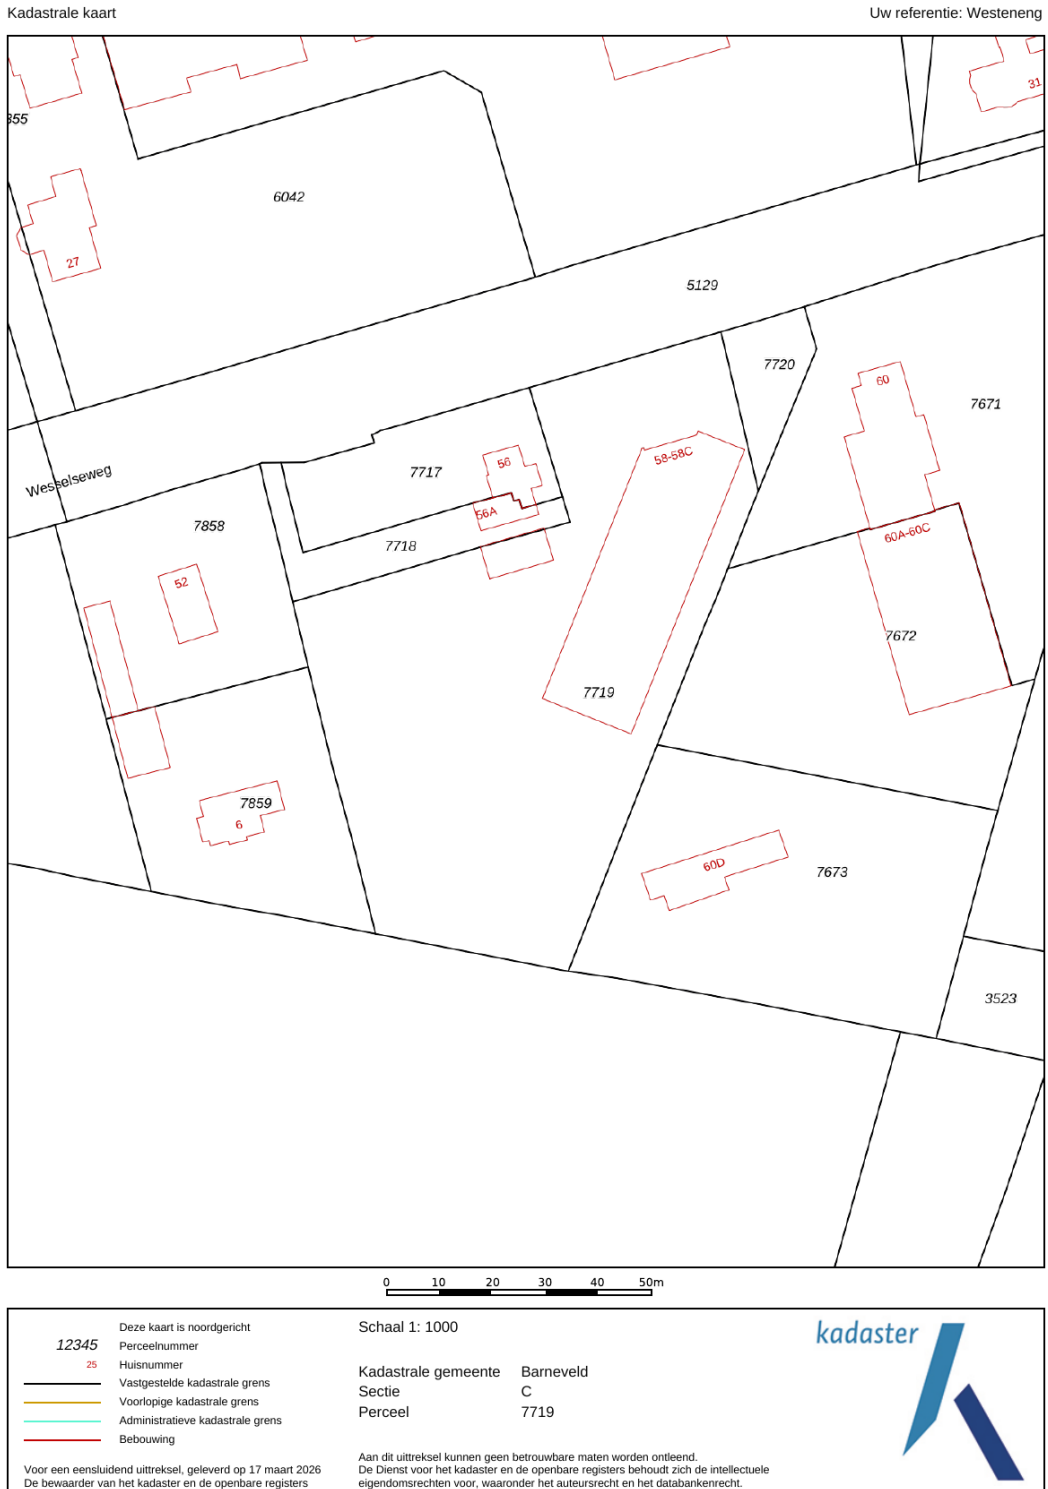 Kadastrale kaart
Uw referentie: Westeneng
31
355
6042
27
5129
7720
60
7671
Wesselseweg
7717
56
58-58C
56A
7858
7718
60A-60C
52
7672
7719
7859
6
60D
7673
3523
0 10 20 30 40 50m
Deze kaart is noordgericht
12345 Perceelnummer
25 Huisnummer
Vastgestelde kadastrale grens
Voorlopige kadastrale grens
Administratieve kadastrale grens
Bebouwing
Voor een eensluidend uittreksel, geleverd op 17 maart 2026
De bewaarder van het kadaster en de openbare registers
Schaal 1: 1000
Kadastrale gemeente Barneveld
Sectie C
Perceel 7719
Aan dit uittreksel kunnen geen betrouwbare maten worden ontleend.
De Dienst voor het kadaster en de openbare registers behoudt zich de intellectuele
eigendomsrechten voor, waaronder het auteursrecht en het databankenrecht.
kadaster